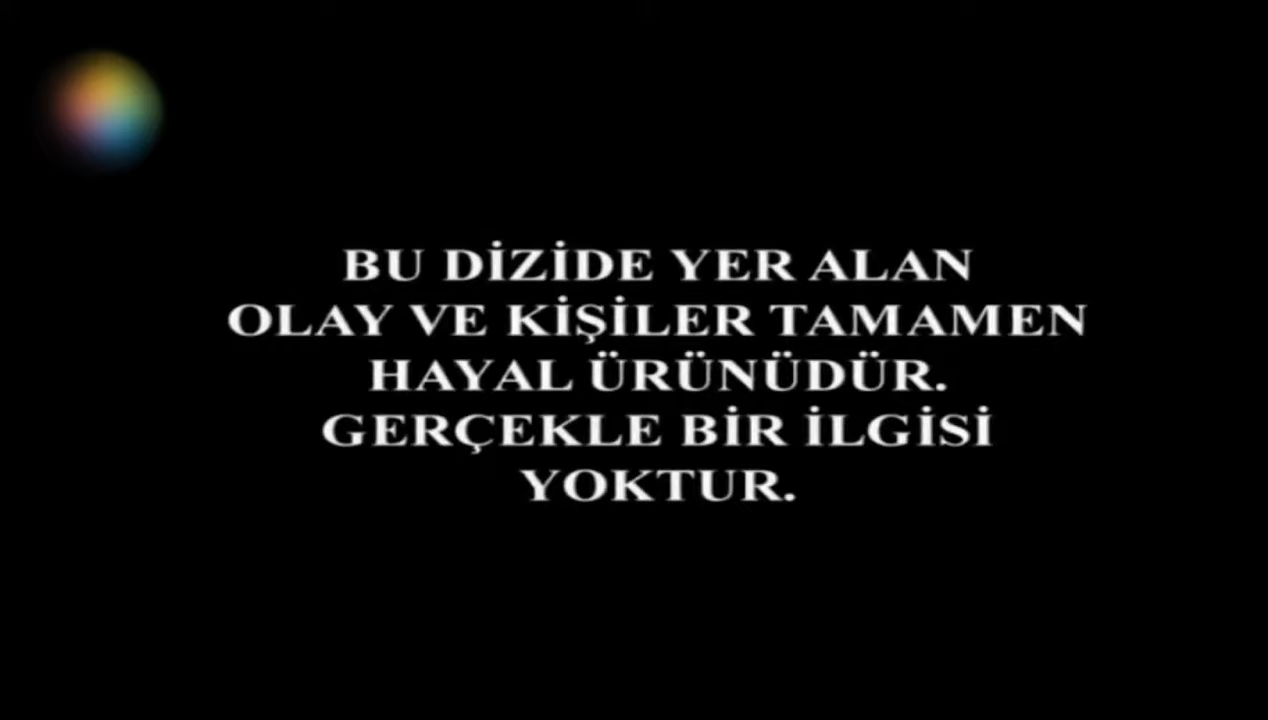 BU DİZİDE YER ALAN
OLAY VE KİŞİLER TAMAMEN
HAYAL ÜRÜNÜDÜR.
GERÇEKLE BİR İLGİSİ
YOKTUR.